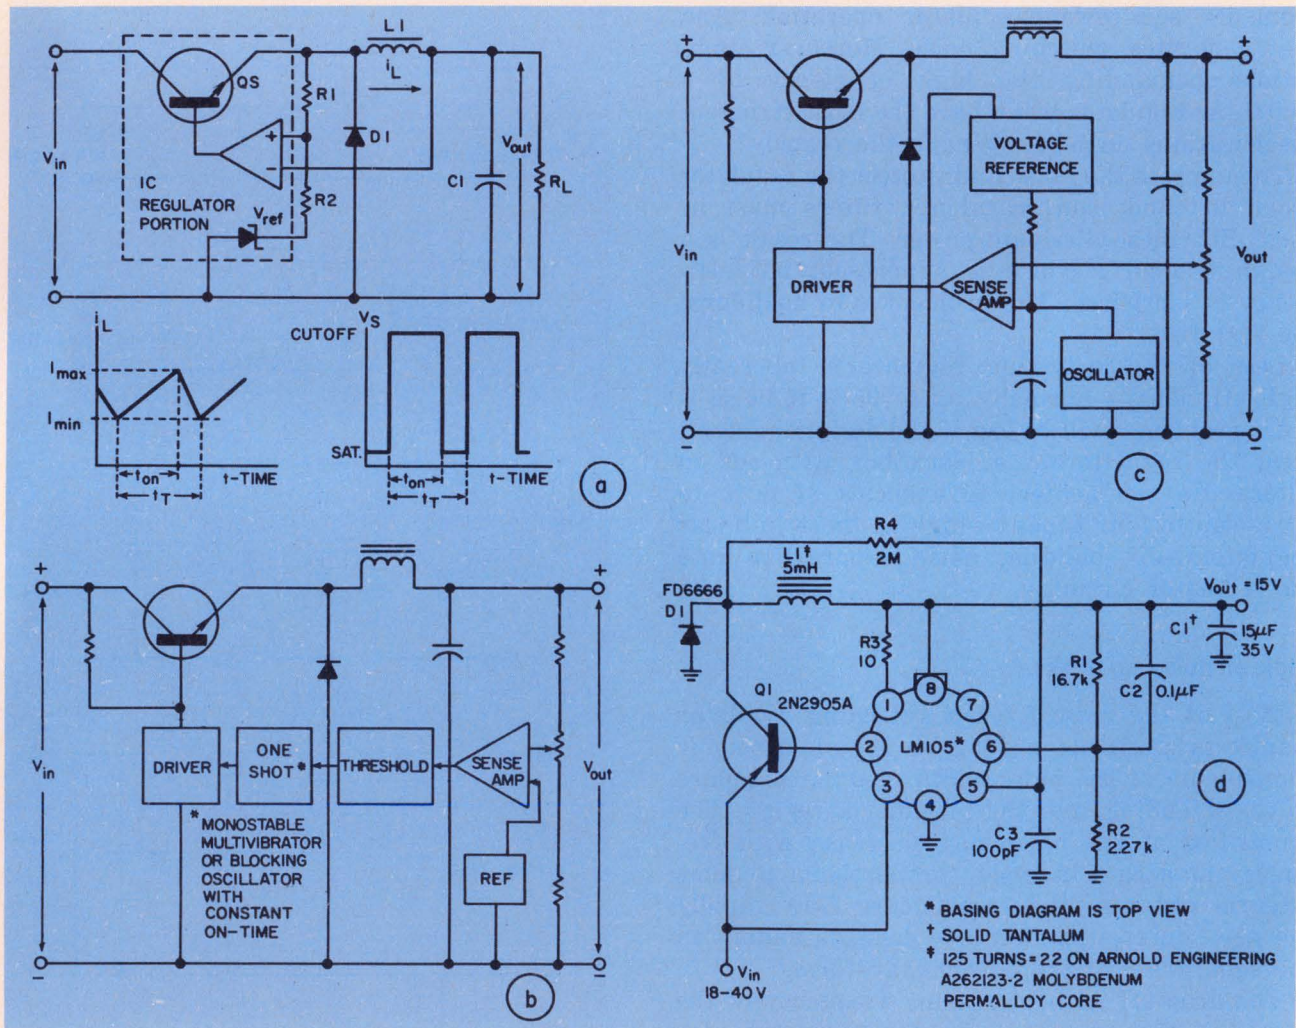 L1
iL
QS
R1
+
−
D1
Vin
Vout
C1
RL
R2
IC
REGULATOR
PORTION
Vref
iL
Imax
Imin
ton
tT
t-TIME
VS
CUTOFF
SAT.
ton
tT
t-TIME
a
+
+
Vin
Vout
DRIVER
ONE
SHOT*
THRESHOLD
SENSE
AMP
REF
*MONOSTABLE
MULTIVIBRATOR
OR BLOCKING
OSCILLATOR
WITH
CONSTANT
ON-TIME
−
−
b
+
+
VOLTAGE
REFERENCE
Vin
Vout
DRIVER
SENSE
AMP
OSCILLATOR
−
−
c
R4
2M
L1‡
5mH
FD6666
D1
Vout = 15V
C1†
15µF
35V
R3
10
R1
16.7k
C2
0.1µF
Q1
2N2905A
8
1
7
2
LM105*
6
3
5
4
d
C3
100pF
R2
2.27k
Vin
18-40V
* BASING DIAGRAM IS TOP VIEW
† SOLID TANTALUM
‡ 125 TURNS=22 ON ARNOLD ENGINEERING
A262123-2 MOLYBDENUM
PERMALLOY CORE